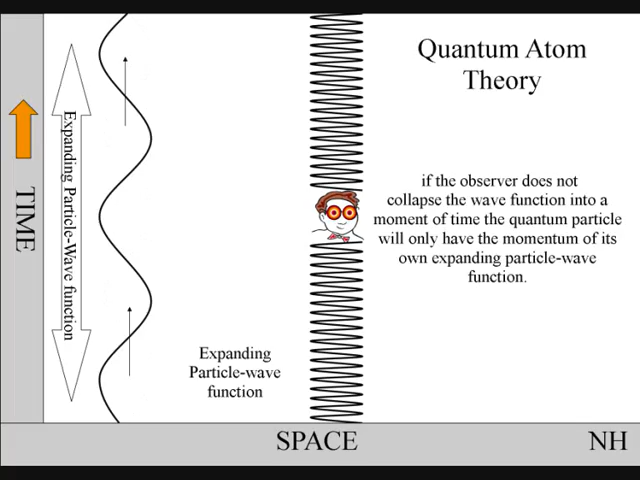 Quantum Atom
Theory
if the observer does not
collapse the wave function into a
moment of time the quantum particle
will only have the momentum of its
own expanding particle-wave
function.
Expanding Particle-Wave function
TIME
Expanding
Particle-wave
function
SPACE
NH